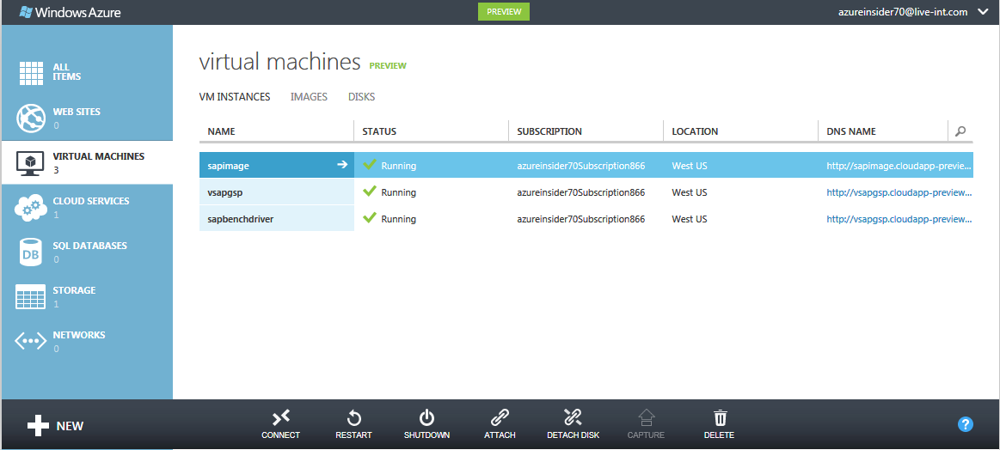 Windows Azure PREVIEW azureinsider70@live-int.com
ALL
ITEMS
WEB SITES
0
VIRTUAL MACHINES
3
CLOUD SERVICES
1
SQL DATABASES
0
DB
STORAGE
1
NETWORKS
0
virtual machines PREVIEW
VM INSTANCES IMAGES DISKS
NAME STATUS SUBSCRIPTION LOCATION DNS NAME
sapimage Running azureinsider70Subscription866 West US http://sapimage.cloudapp-previe...
vsapgsp Running azureinsider70Subscription866 West US http://vsapgsp.cloudapp-preview...
sapbenchdriver Running azureinsider70Subscription866 West US http://vsapgsp.cloudapp-preview...
NEW CONNECT RESTART SHUTDOWN ATTACH DETACH DISK CAPTURE DELETE ?